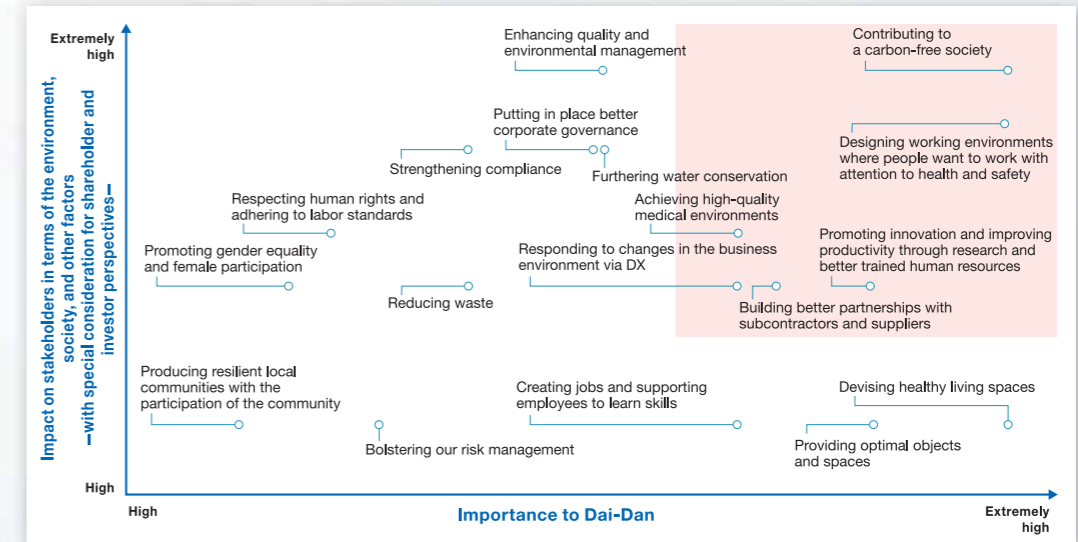 Extremely
high
Impact on stakeholders in terms of the environment,
society, and other factors
—with special consideration for shareholder and
investor perspectives—
Enhancing quality and
environmental management
Contributing to
a carbon-free society
Putting in place better
corporate governance
Strengthening compliance
Furthering water conservation
Designing working environments
where people want to work with
attention to health and safety
Respecting human rights and
adhering to labor standards
Achieving high-quality
medical environments
Promoting gender equality
and female participation
Responding to changes in the business
environment via DX
Promoting innovation and improving
productivity through research and
better trained human resources
Reducing waste
Building better partnerships with
subcontractors and suppliers
Producing resilient local
communities with the
participation of the community
Creating jobs and supporting
employees to learn skills
Devising healthy living spaces
Bolstering our risk management
Providing optimal objects
and spaces
High
High
Importance to Dai-Dan
Extremely
high